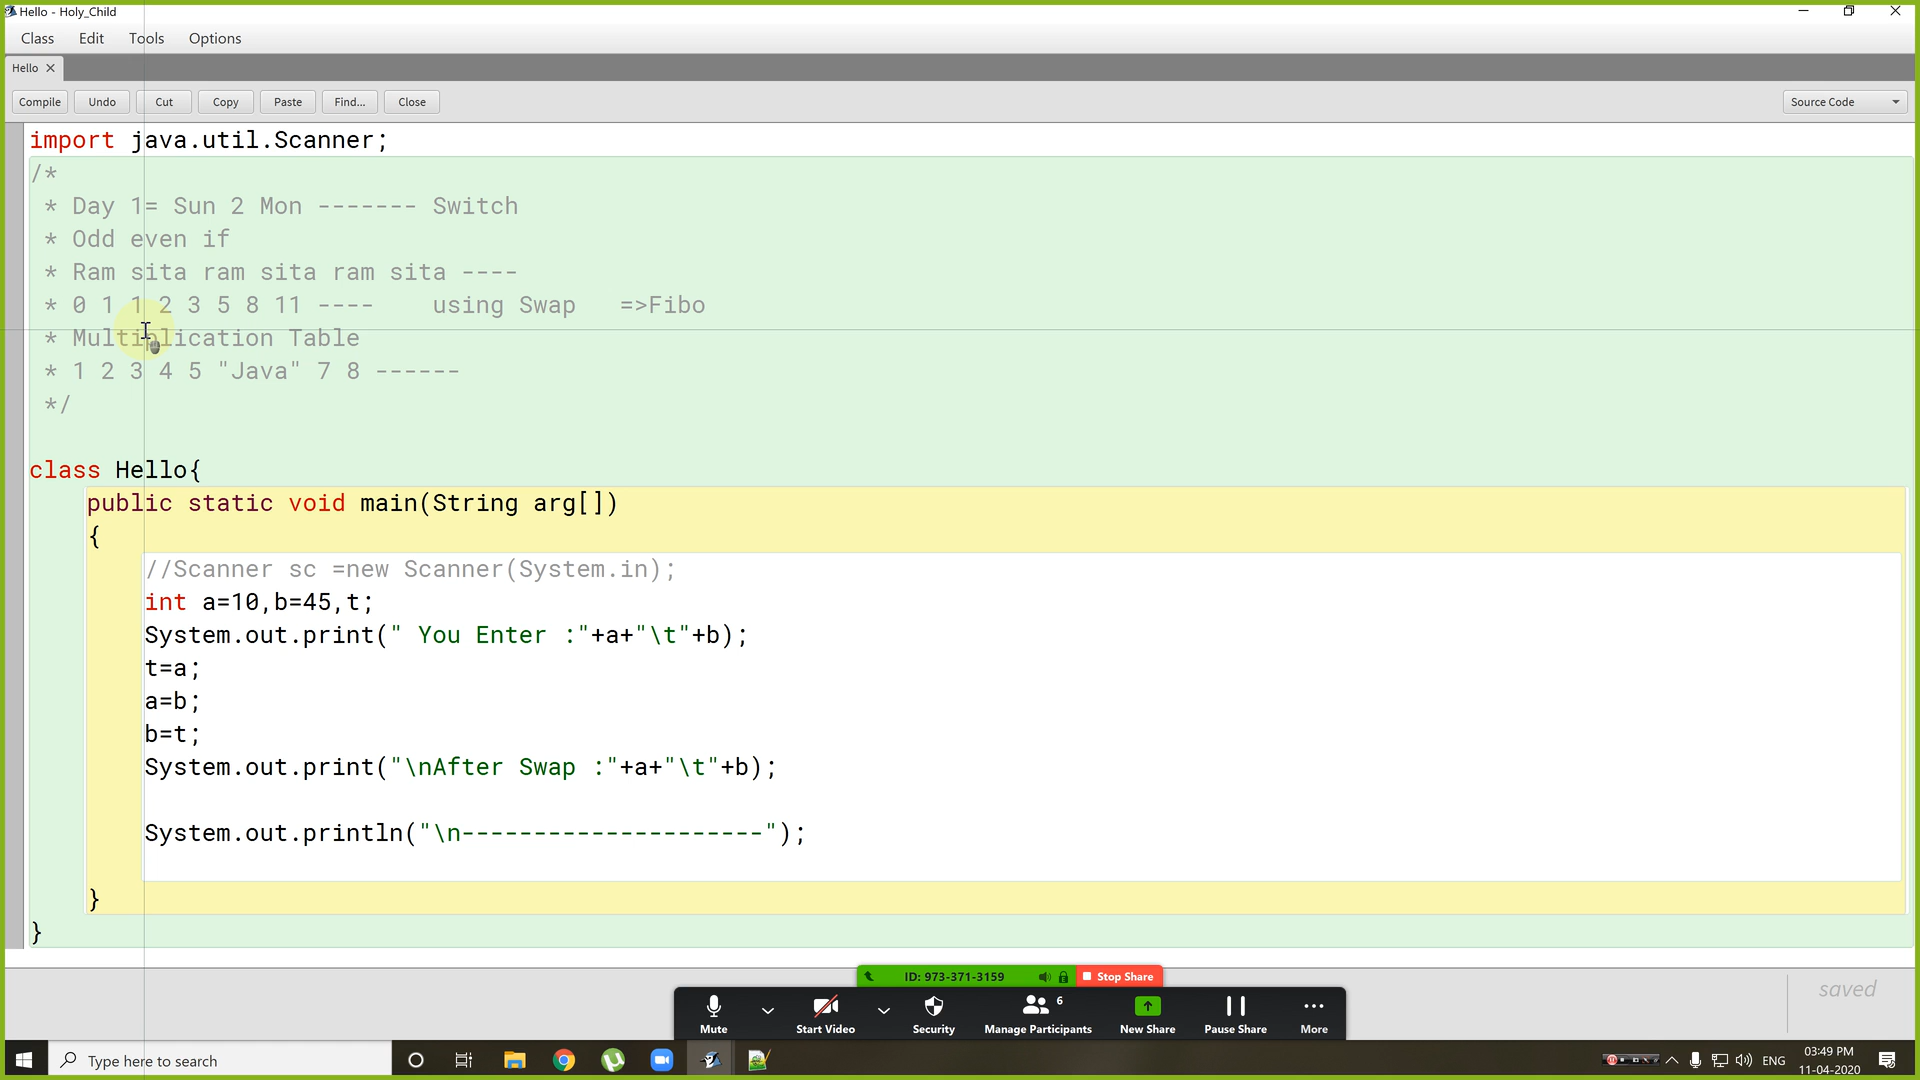 Hello - Holy_Child
Class Edit Tools Options
Hello
Compile Undo Cut Copy Paste Find... Close Source Code
import java.util.Scanner;
/*
* Day 1= Sun 2 Mon ------- Switch
* Odd even if
* Ram sita ram sita ram sita ----
* 0 1 1 2 3 5 8 11 ---- using Swap =>Fibo
* Multiplication Table
* 1 2 3 4 5 "Java" 7 8 ------
*/
class Hello{
public static void main(String arg[])
{
//Scanner sc =new Scanner(System.in);
int a=10,b=45,t;
System.out.print(" You Enter :"+a+"\t"+b);
t=a;
a=b;
b=t;
System.out.print("\nAfter Swap :"+a+"\t"+b);
System.out.println("\n---------------------");
}
}
saved
ID: 973-371-3159 Stop Share
6
Mute Start Video Security Manage Participants New Share Pause Share More
Type here to search
ENG
03:49 PM
11-04-2020